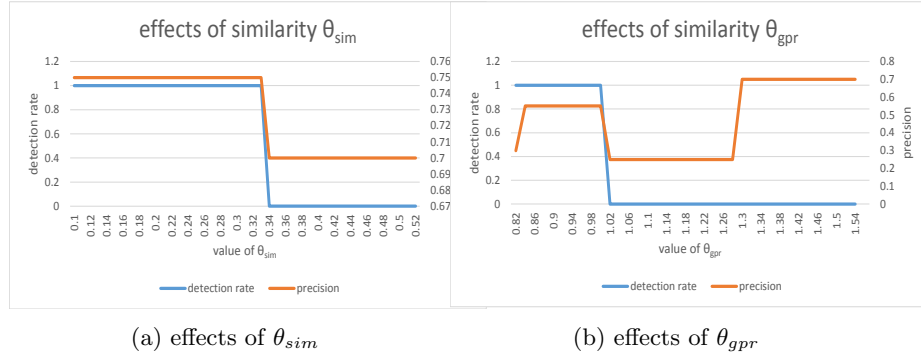 effects of similarity θsim
1.2
1
0.8
0.6
0.4
0.2
0
detection rate
0.76
0.75
0.74
0.73
0.72
0.71
0.7
0.69
0.68
0.67
0.1 0.12 0.14 0.16 0.18 0.2 0.22 0.24 0.26 0.28 0.3 0.32 0.34 0.36 0.38 0.4 0.42 0.44 0.46 0.48 0.5 0.52
value of θsim
detection rate precision
effects of similarity θgpr
1.2
1
0.8
0.6
0.4
0.2
0
detection rate
0.8
0.7
0.6
0.5
0.4
0.3
0.2
0.1
0
precision
0.82 0.86 0.9 0.94 0.98 1.02 1.06 1.1 1.14 1.18 1.22 1.26 1.3 1.34 1.38 1.42 1.46 1.5 1.54
value of θgpr
detection rate precision
(a) effects of θsim
(b) effects of θgpr